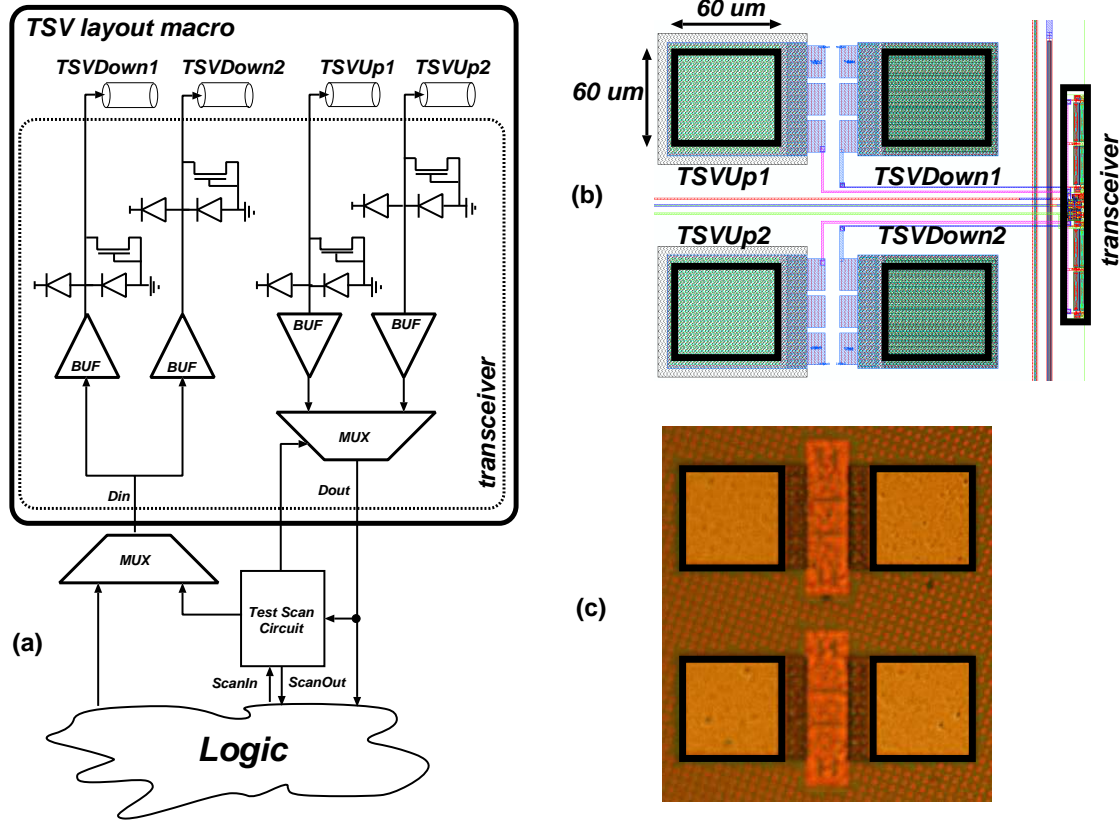 TSV layout macro
TSVDown1
TSVDown2
TSVUp1
TSVUp2
BUF
BUF
BUF
BUF
MUX
transceiver
Din
Dout
MUX
Test Scan
Circuit
(a)
ScanIn
ScanOut
Logic
60 um
60 um
(b)
TSVUp1
TSVDown1
TSVUp2
TSVDown2
transceiver
(c)